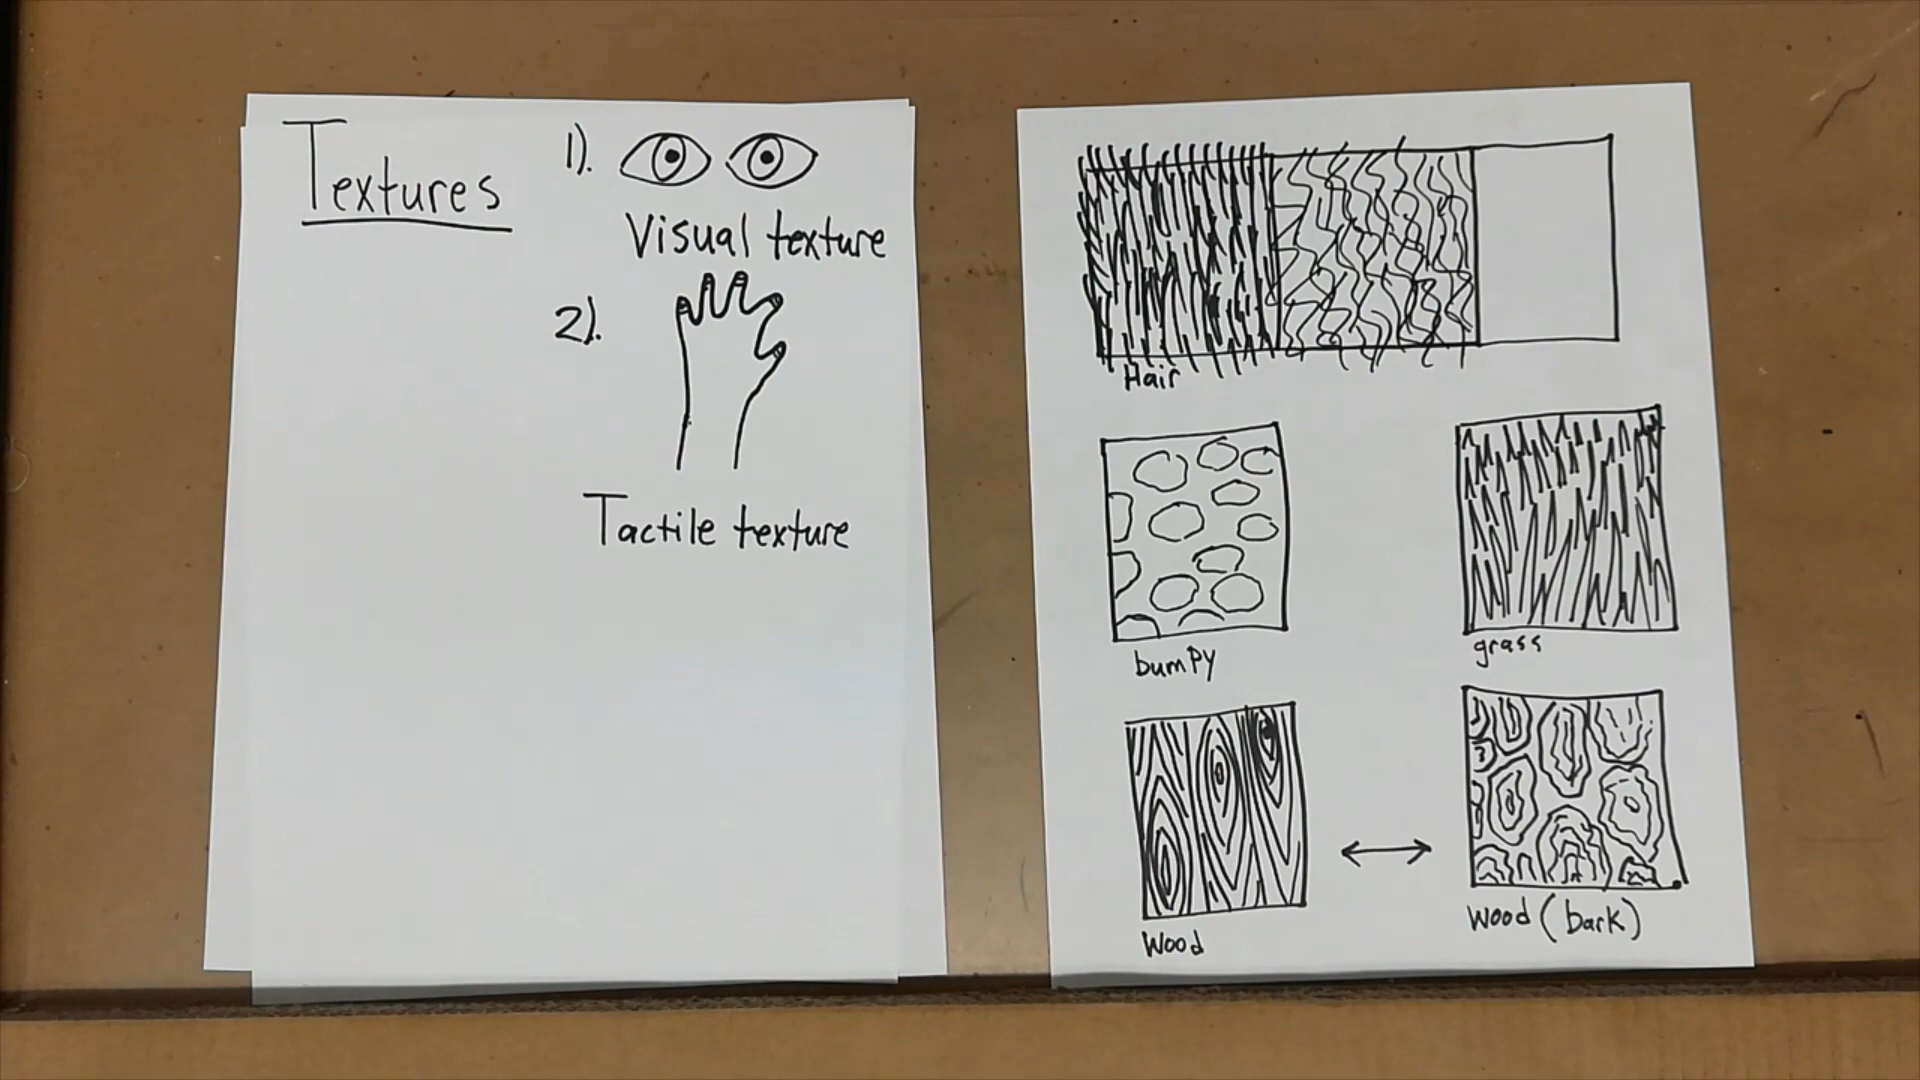 Textures
1).
Visual texture
2).
Tactile texture
Hair
bumPy
grass
Wood
Wood (bark)